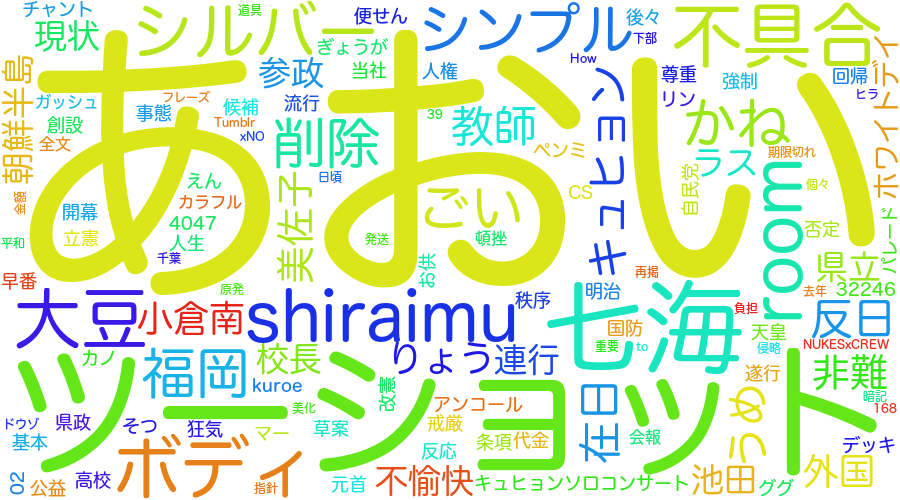 チャント
シルバー
道具
便せん
シンプル
後々
不具合
現状
ぎょうが
下部
How
参政
当社
人権
尊重
強制
回帰
ホワイトデイ
朝鮮半島
ガッシュ
フレーズ
流行
リン
ヒラ
創設
事態
候補
39
教師
かね
全文
Tumblr
xNO
削除
キュヒョン
ペンミ
ラス
期限切れ
あおい
日頃
えん
カラフル
美佐子
ごい
CS
自民党
room
個々
金額
開幕
4047
立憲
人生
否定
パレード
平和
千葉
発送
頓挫
お供
再掲
県立
早番
原発
32246
大豆
小倉南
shiraimu
秩序
明治
七海
去年
負担
反日
国防
天皇
NUKESxCREW
重要
to
侵略
カノ
福岡
校長
りょう
連行
ツーショット
kuroe
改憲
遂行
非難
暗記
美化
アンコール
在日
うめ
168
ドウゾ
県政
そつ
狂気
マー
草案
戒厳
条項
代金
会報
デッキ
基本
ボディ
反応
02
公益
高校
指針
元首
不愉快
キュヒョンソロコンサート
池田
ググ
外国